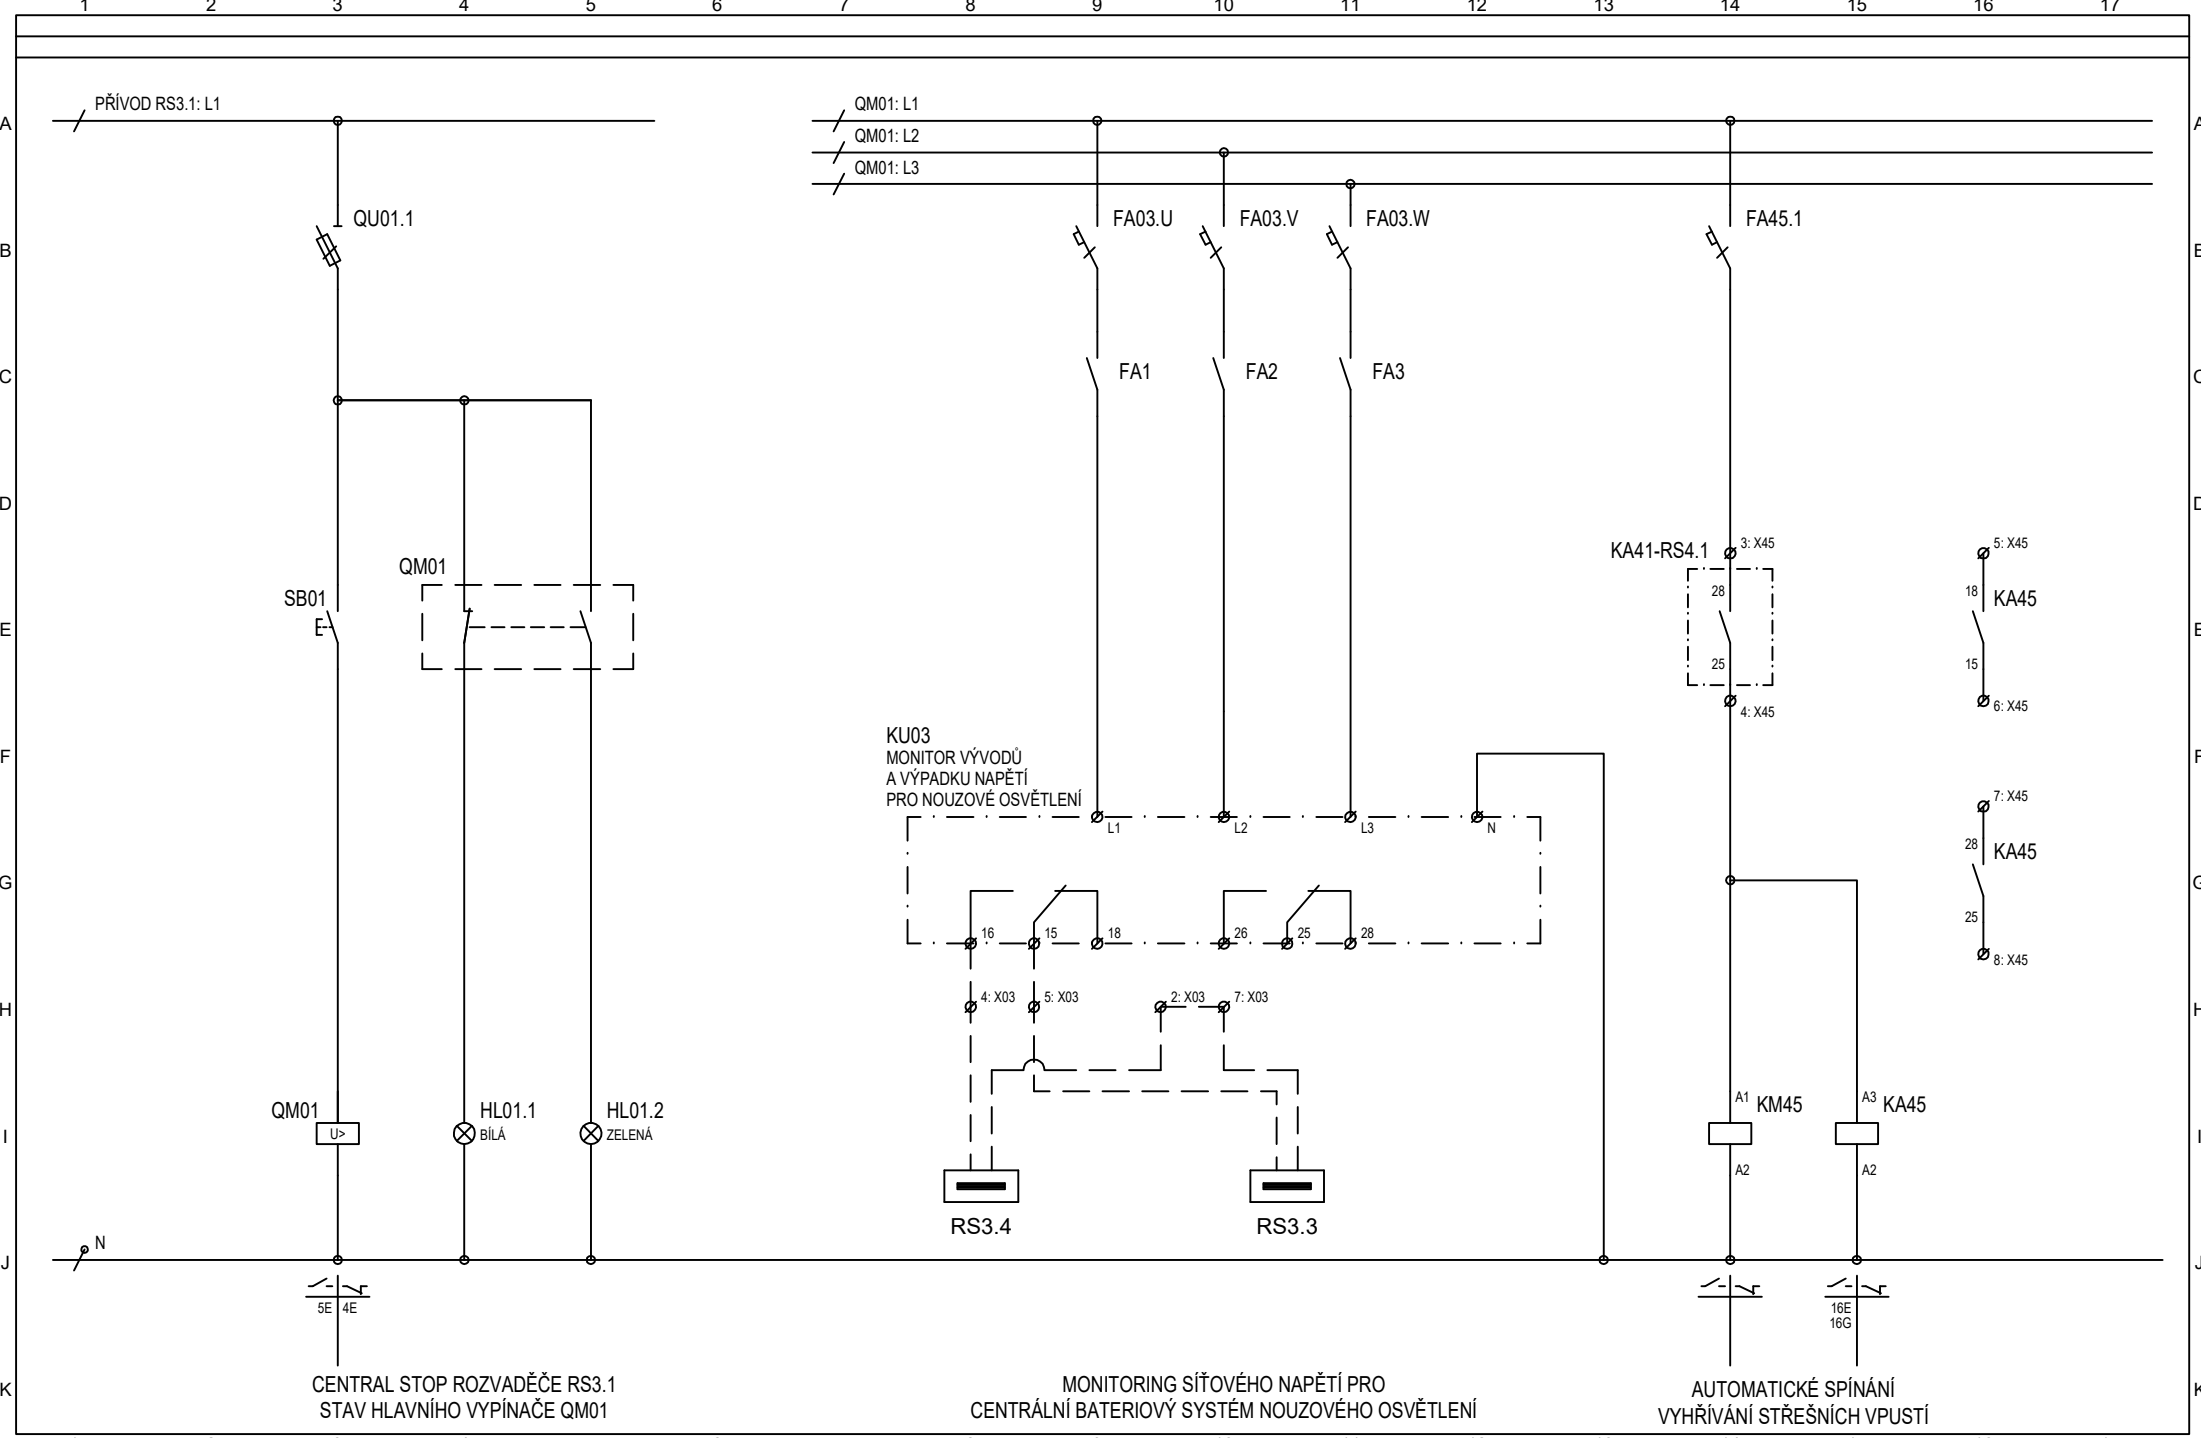 1 2 3 4 5 6 7 8 9 10 11 12 13 14 15 16 17
PŘÍVOD RS3.1: L1
QM01: L1
A
QM01: L2
QM01: L3
QU01.1
FA03.U
FA03.V
FA03.W
FA45.1
B
FA1
FA2
FA3
C
D
KA41-RS4.1
3: X45
5: X45
QM01
SB01
28
18
KA45
E
25
15
4: X45
6: X45
KU03
MONITOR VÝVODŮ
A VÝPADKU NAPĚTÍ
PRO NOUZOVÉ OSVĚTLENÍ
F
7: X45
L1
L2
L3
N
28
KA45
G
25
16
15
18
26
25
28
8: X45
4: X03
5: X03
2: X03
7: X03
H
QM01
U>
HL01.1
BÍLÁ
HL01.2
ZELENÁ
A1
KM45
A3
KA45
I
A2
A2
RS3.4
RS3.3
N
J
5E
4E
16E
16G
CENTRAL STOP ROZVADĚČE RS3.1
STAV HLAVNÍHO VYPÍNAČE QM01
MONITORING SÍŤOVÉHO NAPĚTÍ PRO
CENTRÁLNÍ BATERIOVÝ SYSTÉM NOUZOVÉHO OSVĚTLENÍ
AUTOMATICKÉ SPÍNÁNÍ
VYHŘÍVÁNÍ STŘEŠNÍCH VPUSTÍ
K